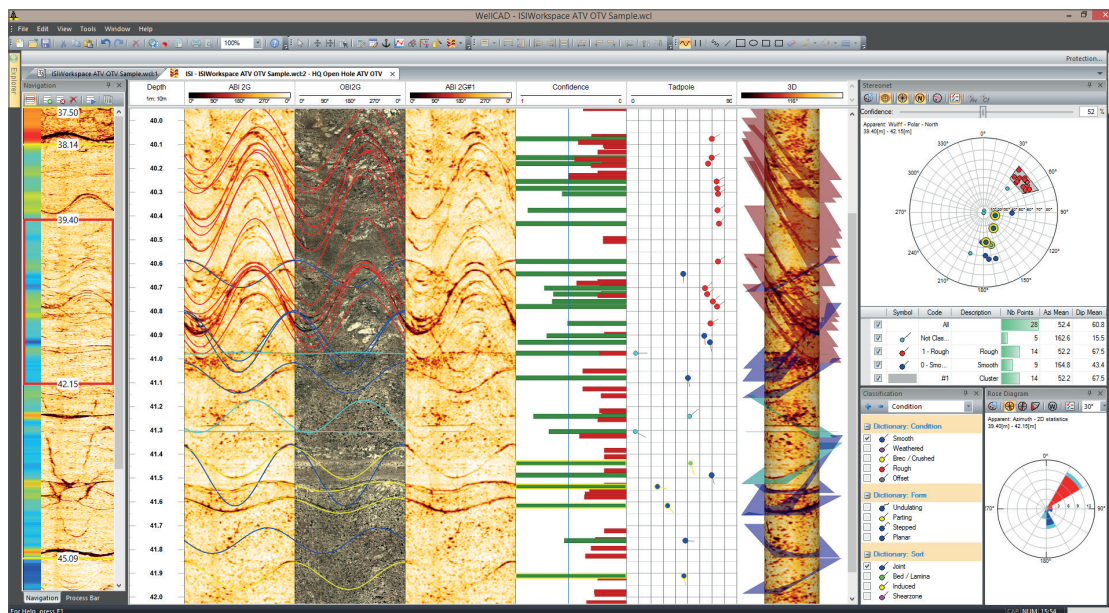 WellCAD - ISIWorkspace ATV OTV Sample.wcl
File Edit View Tools Window Help
100%
Protection...
Explorer
ISIWorkspace ATV OTV Sample.wcl:1
ISI - ISIWorkspace ATV OTV Sample.wcl:2 - HQ Open Hole ATV OTV
Navigation
37.50
38.14
39.40
42.15
45.09
Navigation Process Bar
Depth ABI 2G OBI2G ABI 2G#1 Confidence Tadpole 3D
1m: 10m 0° 90° 180° 270° 0° 0° 90° 180° 270° 0° 0° 90° 180° 270° 0° 1 0 0 90 116°
40.0
40.1
40.2
40.3
40.4
40.5
40.6
40.7
40.8
40.9
41.0
41.1
41.2
41.3
41.4
41.5
41.6
41.7
41.8
41.9
42.0
Stereonet
Confidence: 52 %
Apparent: Wulff - Polar - North
39.40[m] - 42.15[m]
0°
330° 30°
300° 60°
270° 90°
240° 120°
210° 150°
180°
Symbol Code Description Nb Points Azi Mean Dip Mean
All 28 52.4 60.8
Not Clas... 5 162.6 15.5
1 - Rough Rough 14 52.2 67.5
0 - Smo... Smooth 9 164.8 43.4
#1 Cluster 14 52.2 67.5
Classification
Condition
Dictionary: Condition
Smooth
Weathered
Brec / Crushed
Rough
Offset
Dictionary: Form
Undulating
Parting
Stepped
Planar
Dictionary: Sort
Joint
Bed / Lamina
Induced
Shearzone
Rose Diagram
30°
Apparent: Azimuth - 2D statistics
39.40[m] - 42.15[m]
0°
270° 90°
180°
For Help, press F1
CAP NUM 15:54